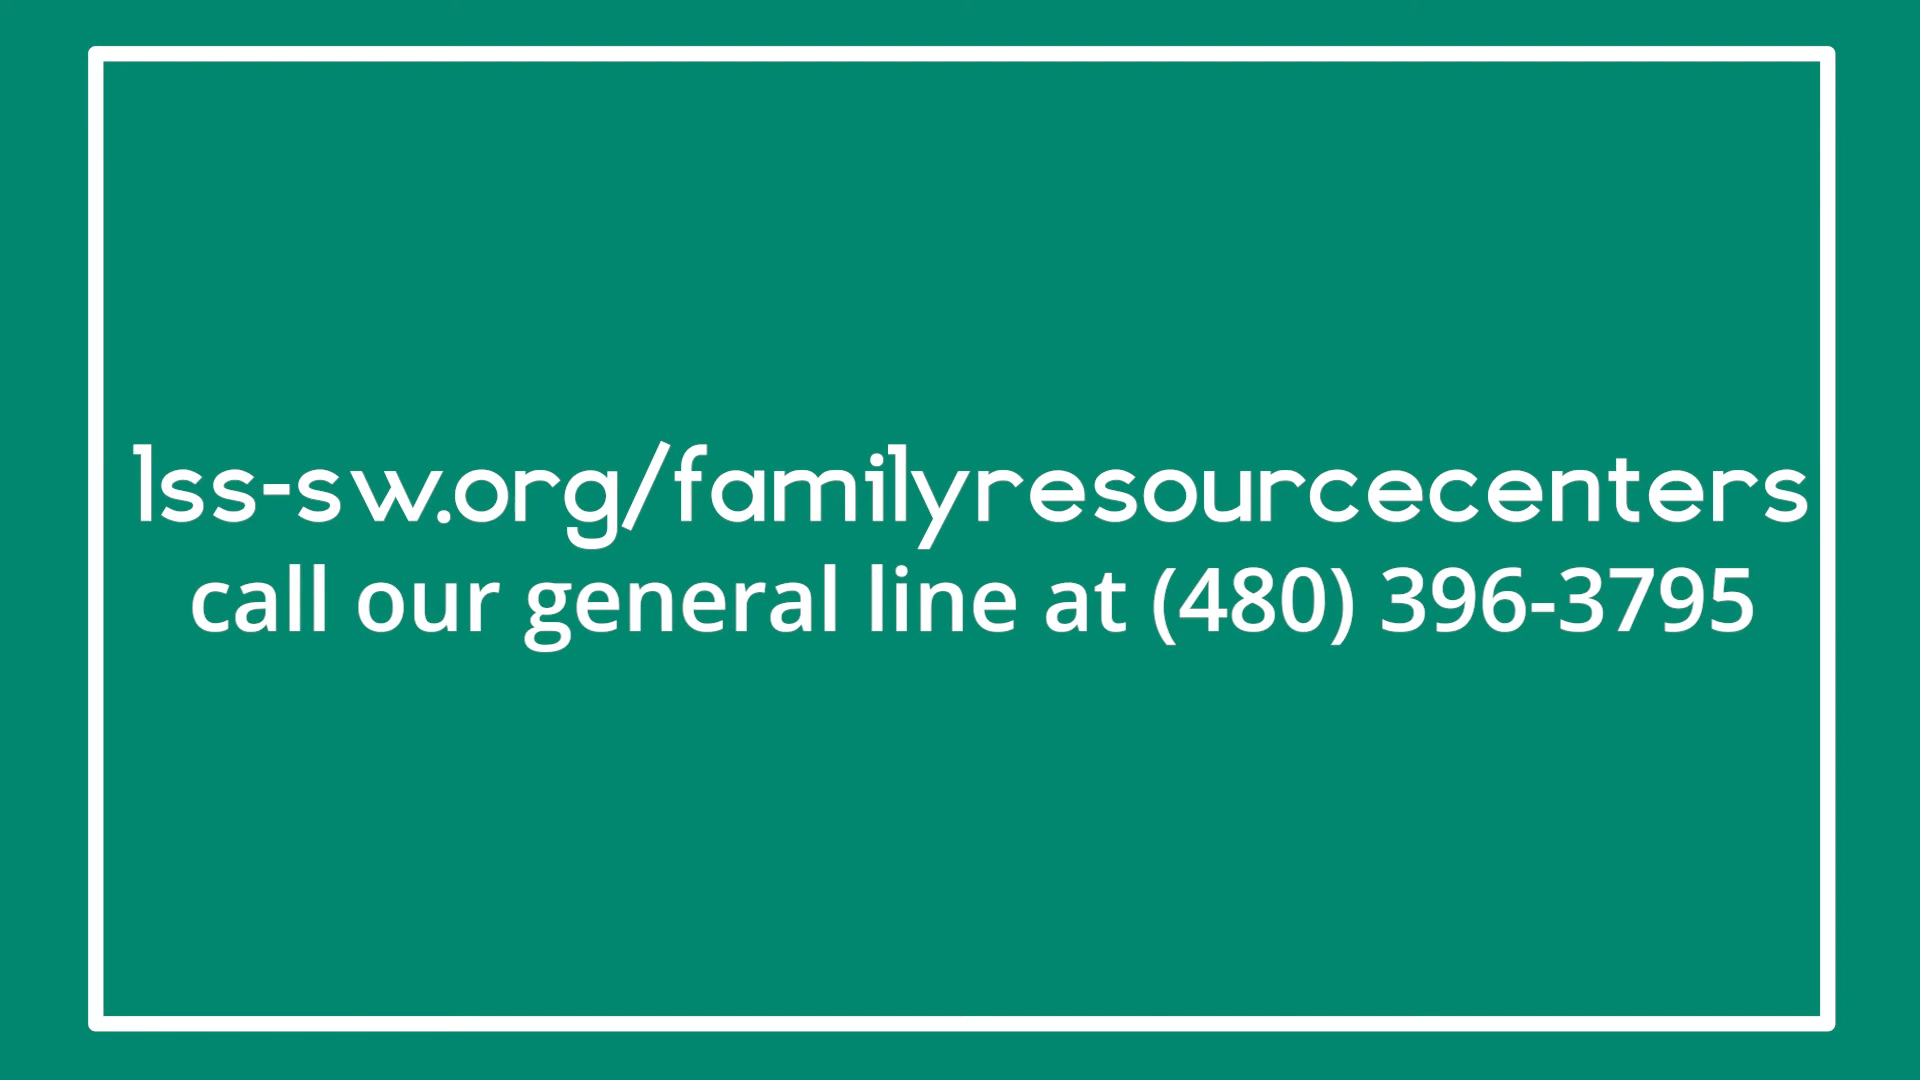 lss-sw.org/familyresourcecenters
call our general line at (480) 396-3795